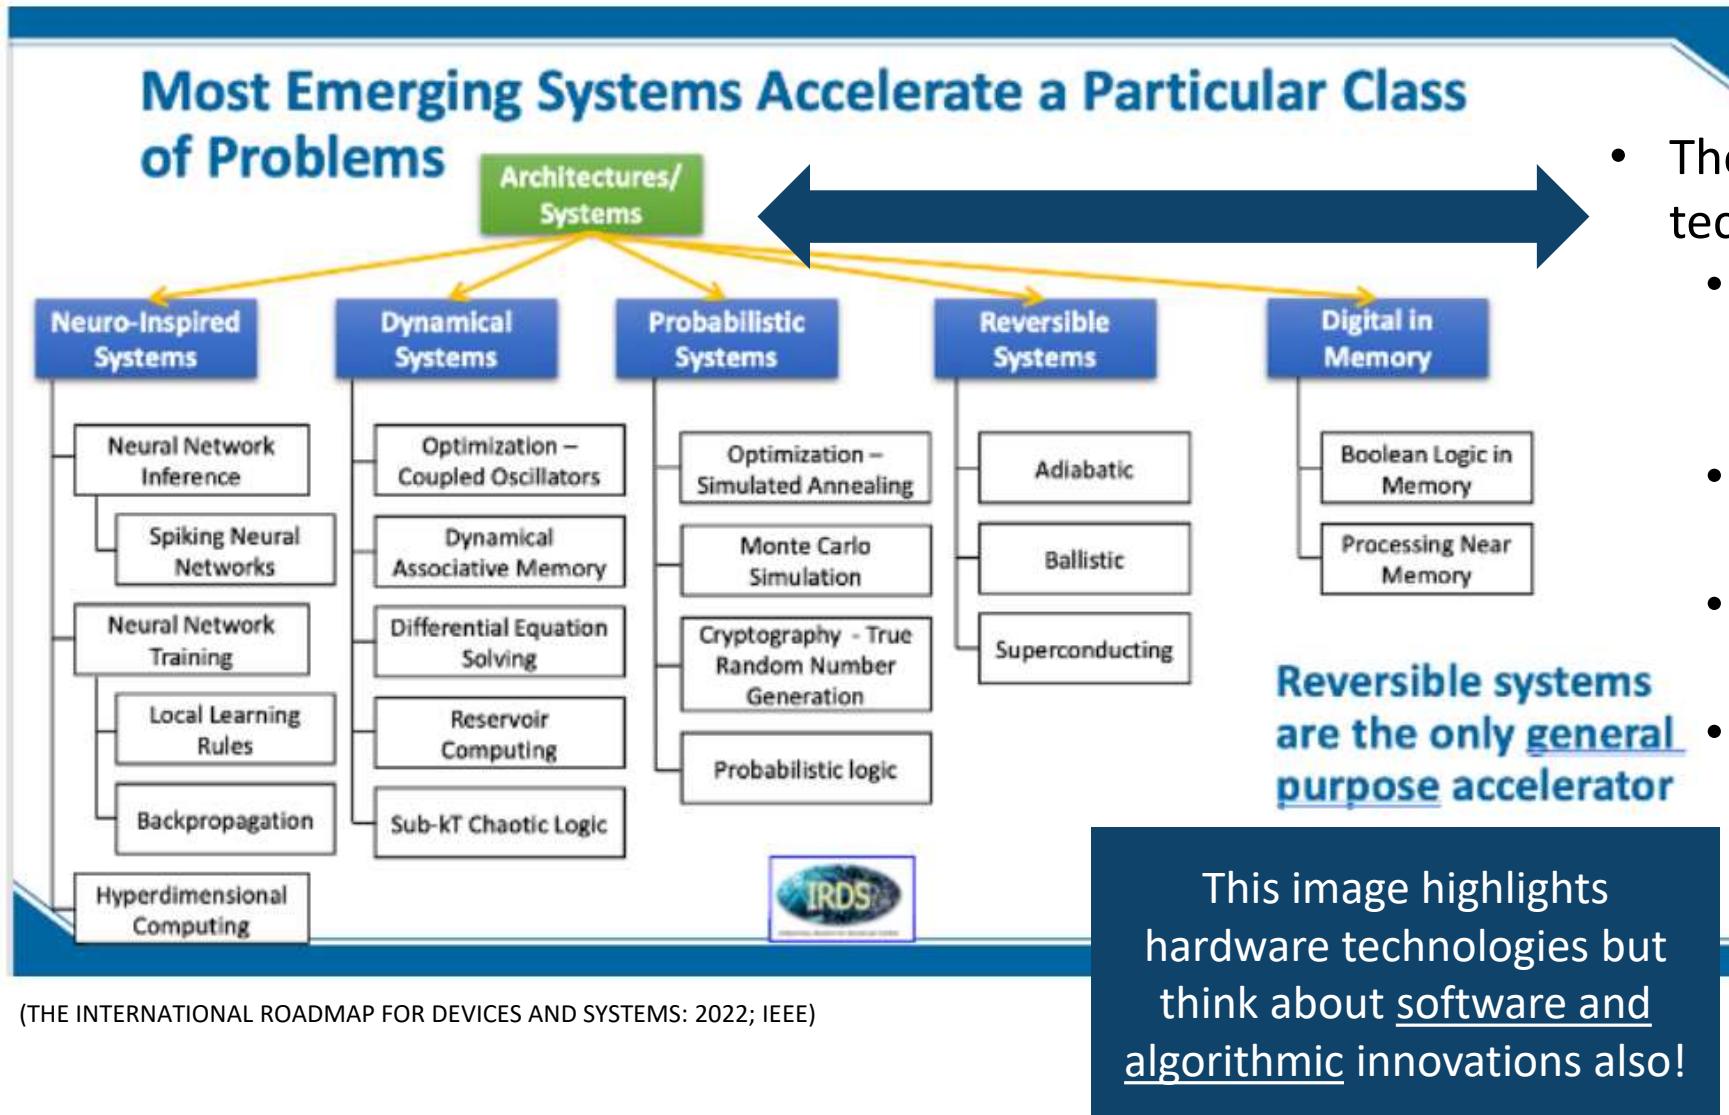 Most Emerging Systems Accelerate a Particular Class
of Problems
Architectures/
Systems
Neuro-Inspired
Systems
Neural Network
Inference
Spiking Neural
Networks
Neural Network
Training
Local Learning
Rules
Backpropagation
Hyperdimensional
Computing
Dynamical
Systems
Optimization –
Coupled Oscillators
Dynamical
Associative Memory
Differential Equation
Solving
Reservoir
Computing
Sub-kT Chaotic Logic
Probabilistic
Systems
Optimization –
Simulated Annealing
Monte Carlo
Simulation
Cryptography - True
Random Number
Generation
Probabilistic logic
Reversible
Systems
Adiabatic
Ballistic
Superconducting
Digital in
Memory
Boolean Logic in
Memory
Processing Near
Memory
Reversible systems
are the only general
purpose accelerator
IRDS
This image highlights
hardware technologies but
think about software and
algorithmic innovations also!
(THE INTERNATIONAL ROADMAP FOR DEVICES AND SYSTEMS: 2022; IEEE)